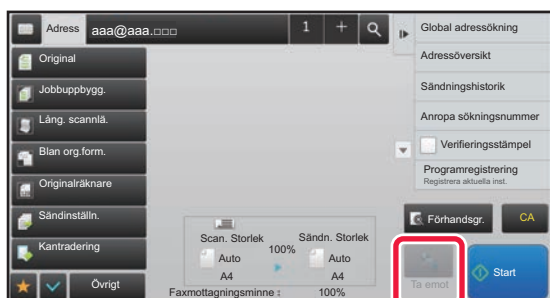 Adress aaa@aaa.□□□ 1 +
Original
Jobbuppbygg.
Lång. scannlä.
Blan org.form.
Originalräknare
Sändinställn.
Kantradering
Övrigt
Scan. Storlek 100% Sändn. Storlek
Auto Auto
A4 A4
Faxmottagningsminne : 100%
Global adressökning
Adressöversikt
Sändningshistorik
Anropa sökningsnummer
Verifieringsstämpel
Programregistrering
Registrera aktuella inst.
Förhandsgr. CA
Ta emot Start